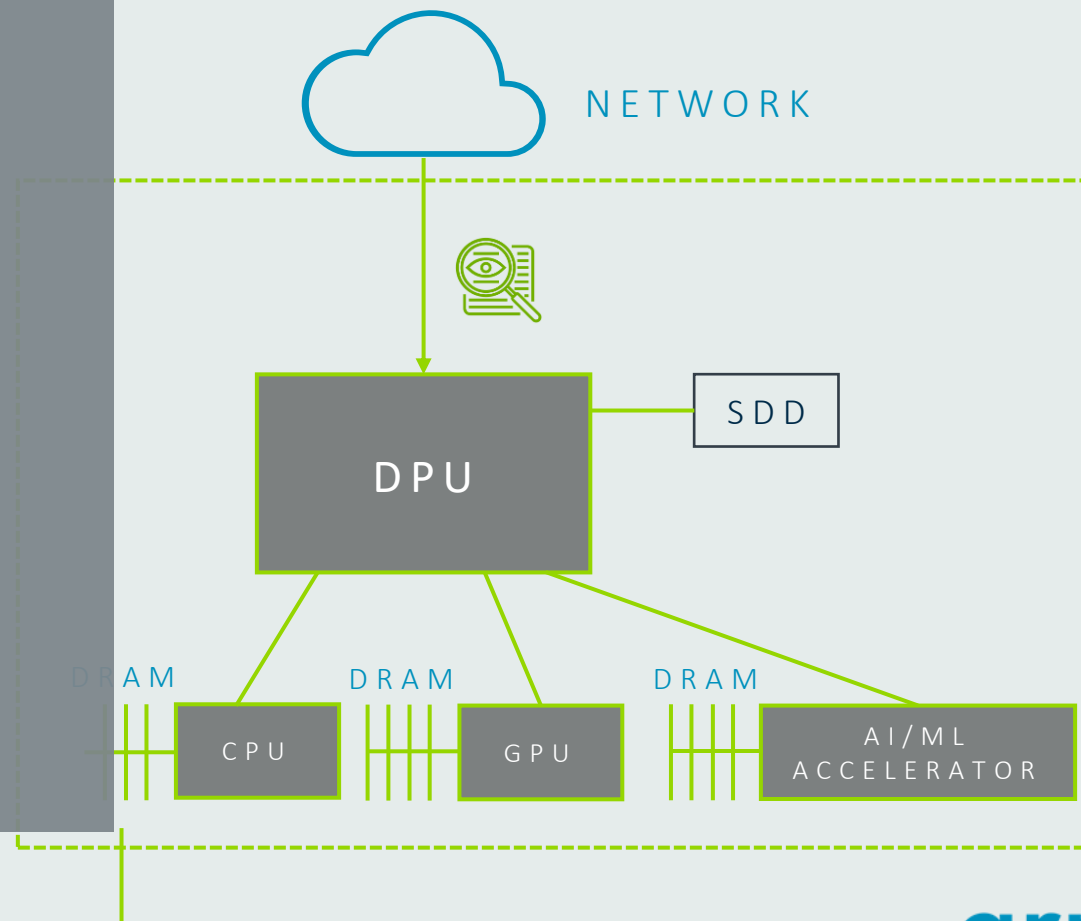 NETWORK
SDD
DPU
DRAM
DRAM
DRAM
CPU
GPU
AI/ML
ACCELERATOR